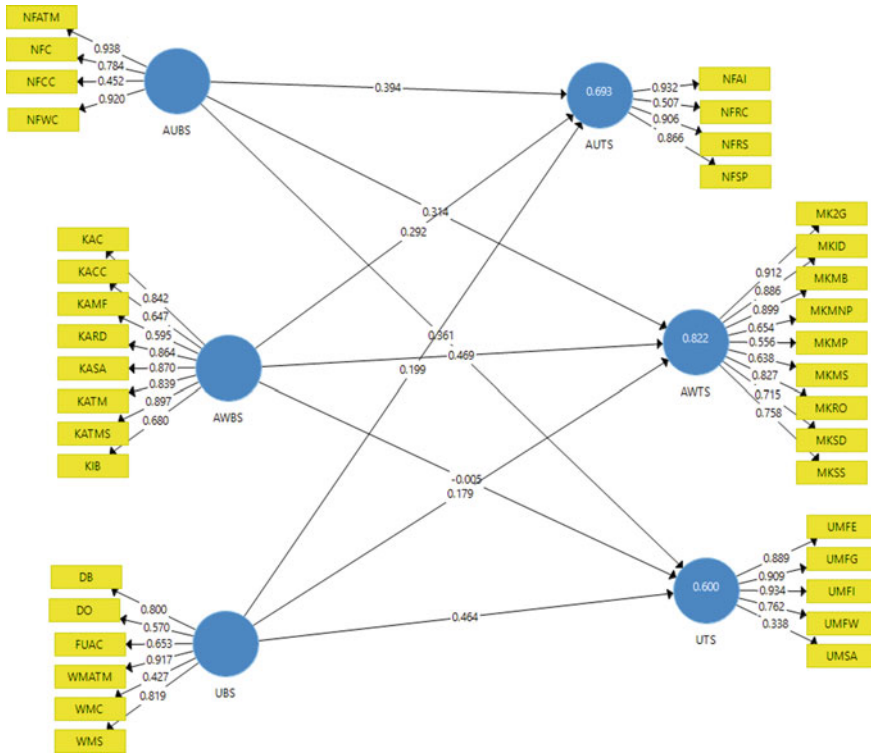 NFATM
NFC
NFCC
NFWC
0.938
0.784
0.452
0.920
AUBS
0.394
0.314
0.361
0.693
AUTS
0.932
0.507
0.906
0.866
NFAI
NFRC
NFRS
NFSP
KAC
KACC
KAMF
KARD
KASA
KATM
KATMS
KIB
0.842
0.647
0.595
0.864
0.870
0.839
0.897
0.680
AWBS
0.292
0.469
-0.005
0.822
AWTS
0.912
0.886
0.899
0.654
0.556
0.638
0.827
0.715
0.758
MK2G
MKID
MKMB
MKMNP
MKMP
MKMS
MKRO
MKSD
MKSS
DB
DO
FUAC
WMATM
WMC
WMS
0.800
0.570
0.653
0.917
0.427
0.819
UBS
0.199
0.179
0.464
0.600
UTS
0.889
0.909
0.934
0.762
0.338
UMFE
UMFG
UMFI
UMFW
UMSA